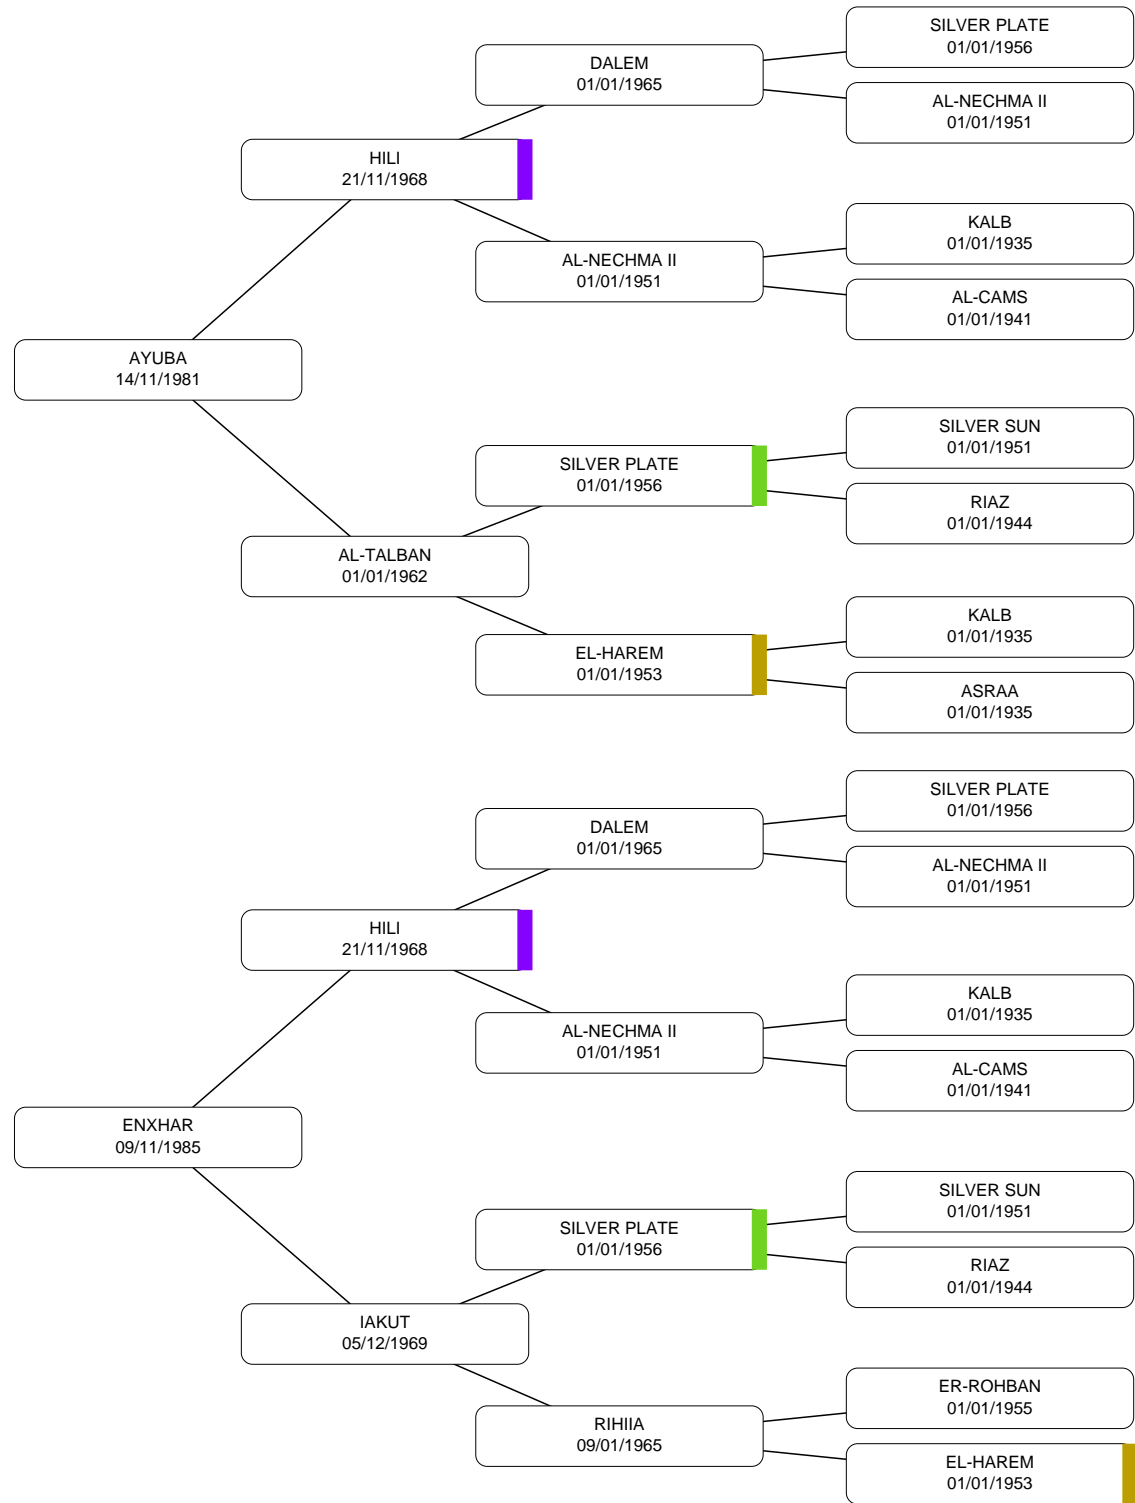 SILVER PLATE
01/01/1956
DALEM
01/01/1965
AL-NECHMA II
01/01/1951
HILI
21/11/1968
KALB
01/01/1935
AL-NECHMA II
01/01/1951
AL-CAMS
01/01/1941
AYUBA
14/11/1981
SILVER SUN
01/01/1951
SILVER PLATE
01/01/1956
RIAZ
01/01/1944
AL-TALBAN
01/01/1962
KALB
01/01/1935
EL-HAREM
01/01/1953
ASRAA
01/01/1935
SILVER PLATE
01/01/1956
DALEM
01/01/1965
AL-NECHMA II
01/01/1951
HILI
21/11/1968
KALB
01/01/1935
AL-NECHMA II
01/01/1951
AL-CAMS
01/01/1941
ENXHAR
09/11/1985
SILVER SUN
01/01/1951
SILVER PLATE
01/01/1956
RIAZ
01/01/1944
IAKUT
05/12/1969
ER-ROHBAN
01/01/1955
RIHIIA
09/01/1965
EL-HAREM
01/01/1953